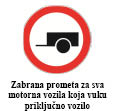 Zabrana prometa za sva
motorna vozila koja vuku
priključno vozilo